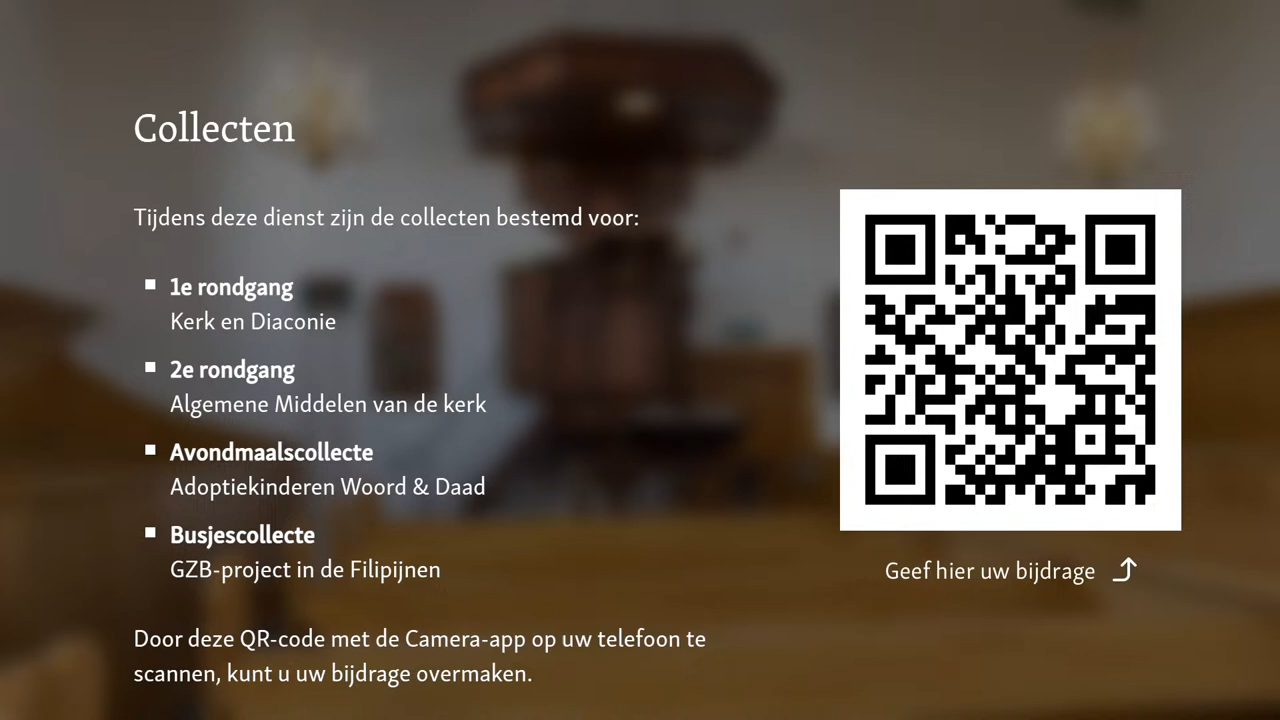 Collecten
Tijdens deze dienst zijn de collecten bestemd voor:
1e rondgang
Kerk en Diaconie
2e rondgang
Algemene Middelen van de kerk
Avondmaalscollecte
Adoptiekinderen Woord & Daad
Busjescollecte
GZB-project in de Filipijnen
Geef hier uw bijdrage
Door deze QR-code met de Camera-app op uw telefoon te
scannen, kunt u uw bijdrage overmaken.